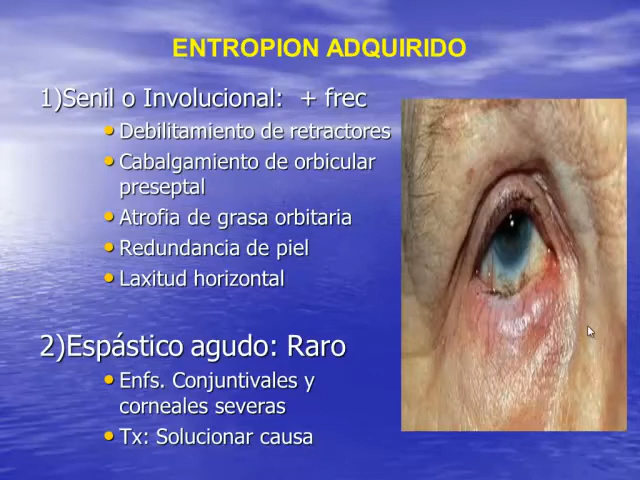 ENTROPION ADQUIRIDO
1)Senil o Involucional:  + frec
• Debilitamiento de retractores
• Cabalgamiento de orbicular
preseptal
• Atrofia de grasa orbitaria
• Redundancia de piel
• Laxitud horizontal
2)Espástico agudo: Raro
• Enfs. Conjuntivales y
corneales severas
• Tx: Solucionar causa